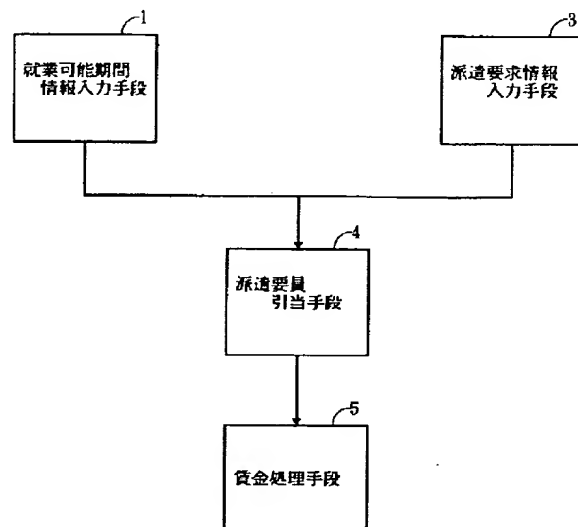 1
就業可能期間
情報入力手段
3
派遣要求情報
入力手段
4
派遣要員
引当手段
5
賃金処理手段